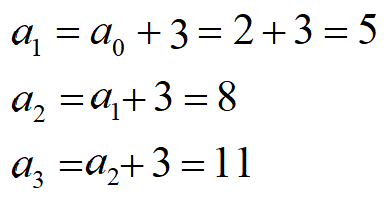 a₁ = a₀ + 3 = 2 + 3 = 5
a₂ = a₁ + 3 = 8
a₃ = a₂ + 3 = 11